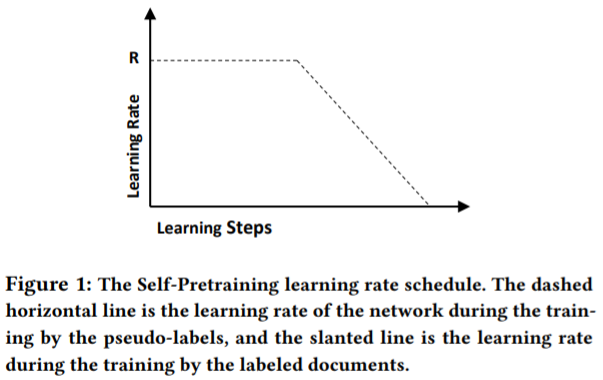 R
Learning Rate
Learning Steps
Figure 1: The Self-Pretraining learning rate schedule. The dashed
horizontal line is the learning rate of the network during the train-
ing by the pseudo-labels, and the slanted line is the learning rate
during the training by the labeled documents.